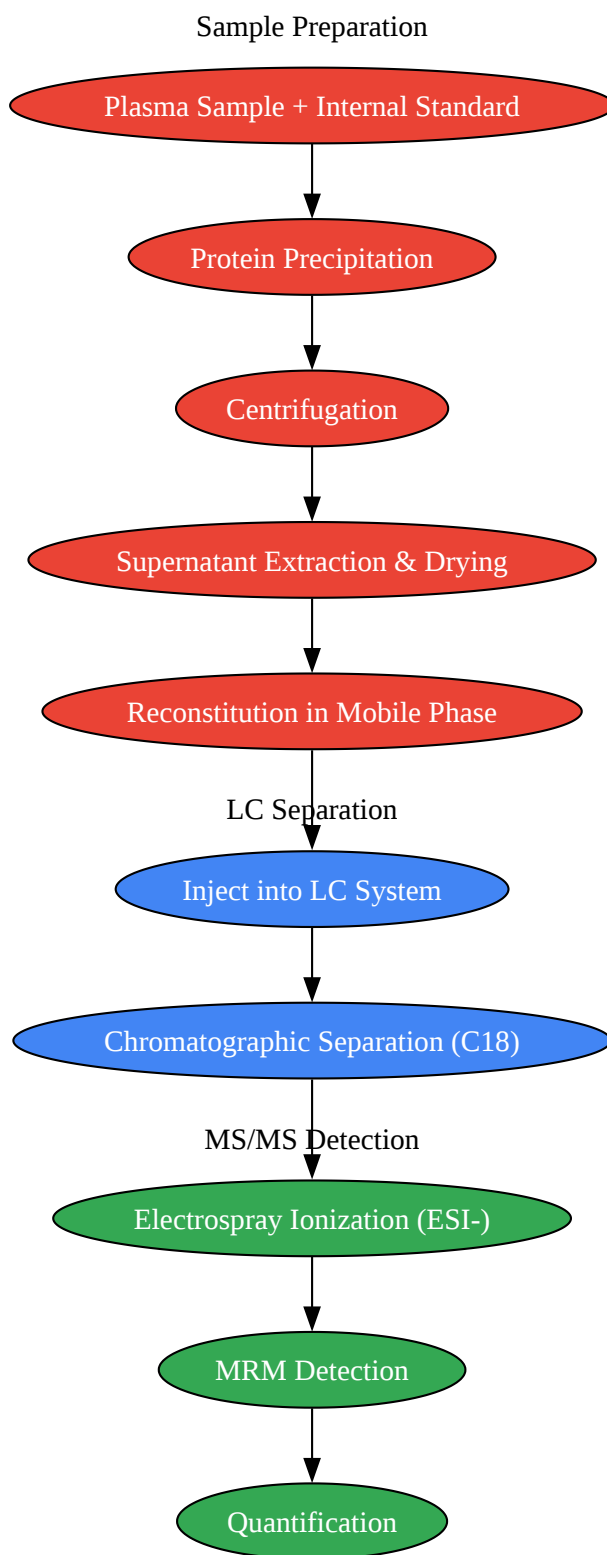 Sample Preparation
Plasma Sample + Internal Standard
Protein Precipitation
Centrifugation
Supernatant Extraction & Drying
Reconstitution in Mobile Phase
LC Separation
Inject into LC System
Chromatographic Separation (C18)
MS/MS Detection
Electrospray Ionization (ESI-)
MRM Detection
Quantification